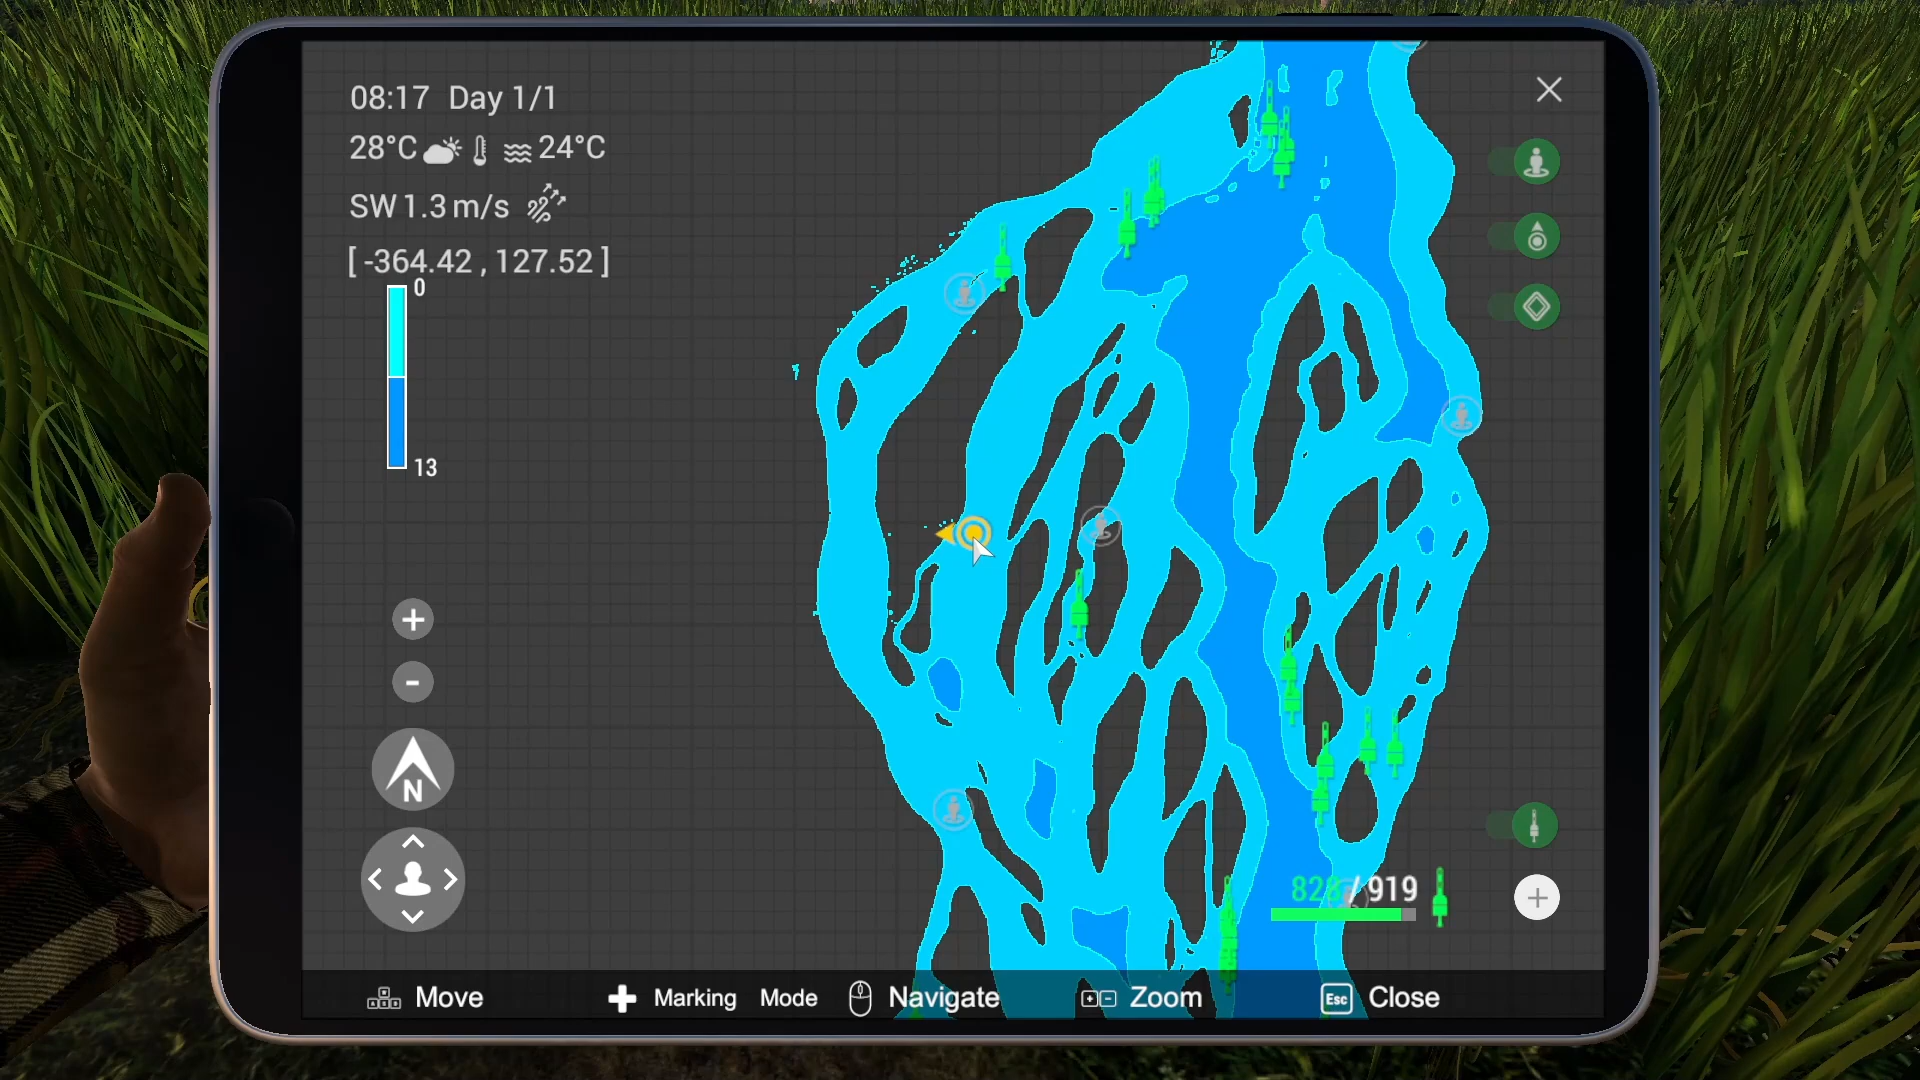 08:17 Day 1/1
28°C 24°C
SW 1.3 m/s
[ -364.42 , 127.52 ]
0
13
+
-
N
828 / 919
Move
Marking Mode
Navigate
Zoom
Esc Close